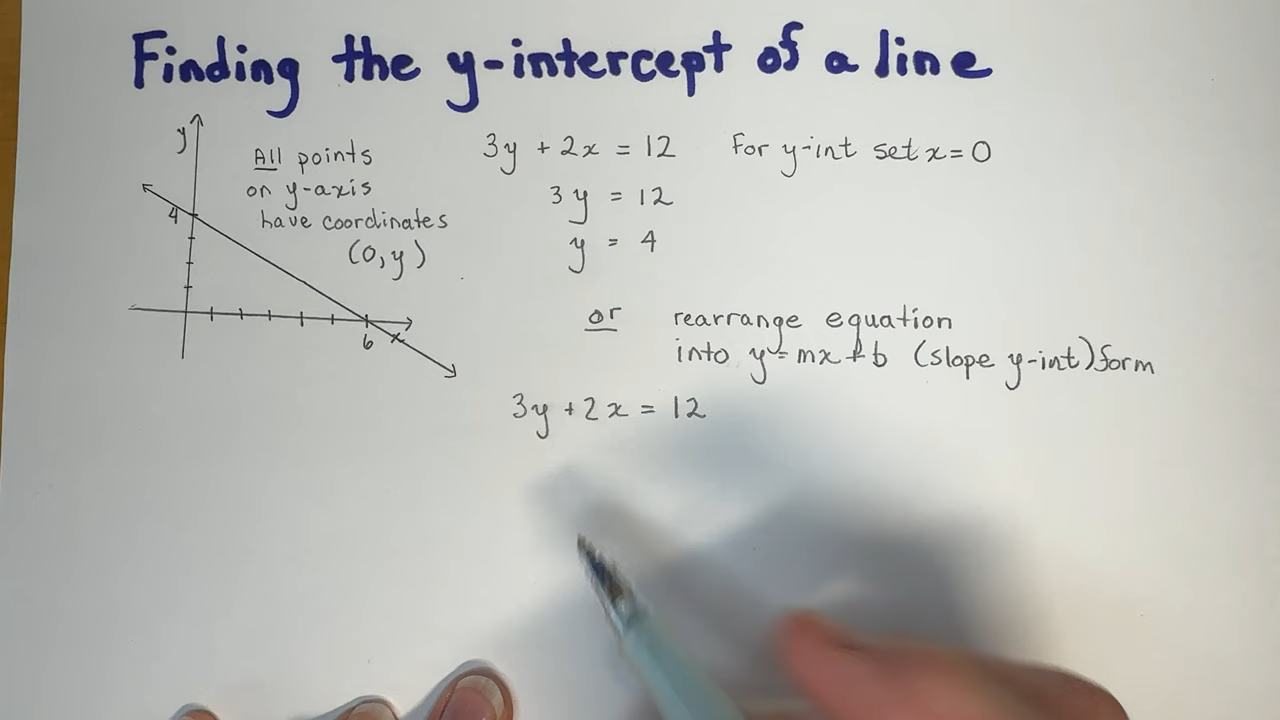 Finding the y-intercept of a line
y
4
6
x
All points
on y-axis
have coordinates
(0,y)
3y + 2x = 12 For y-int set x = 0
3y = 12
y = 4
or rearrange equation
into y = mx + b (slope y-int) form
3y + 2x = 12